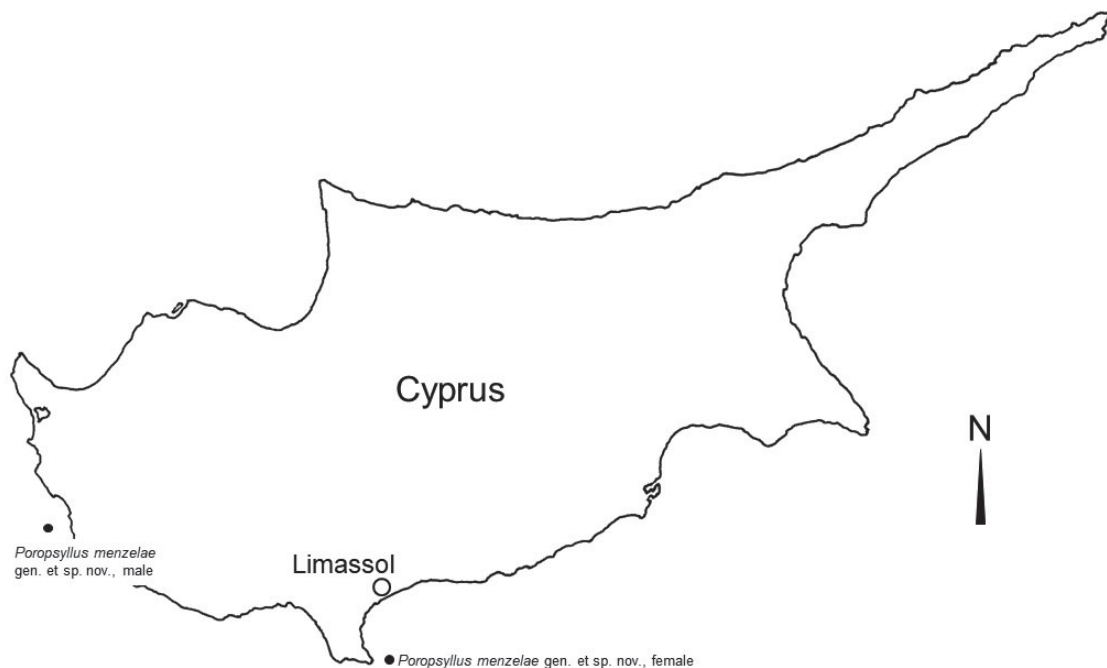 Cyprus
N
Poropsyllus menzelae
gen. et sp. nov., male
Limassol
Poropsyllus menzelae gen. et sp. nov., female